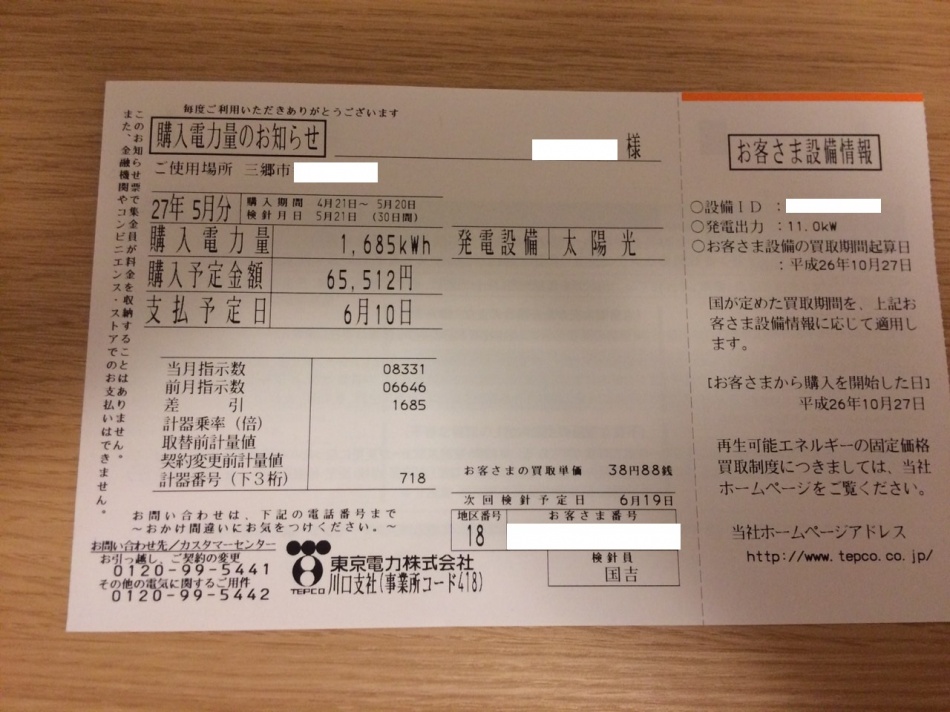 毎度ご利用いただきありがとうございます
購入電力量のお知らせ
様
ご使用場所 三郷市
27年 5月分
購入期間 4月21日～ 5月20日
検針月日 5月21日 (30日間)
購入電力量 1,685kWh
発電設備 太陽光
購入予定金額 65,512円
支払予定日 6月10日
当月指示数 08331
前月指示数 06646
差引 1685
計器乗率(倍)
取替前計量値
契約変更前計量値
計器番号(下3桁) 718
お客さまの買取単価 38円88銭
次回検針予定日 6月19日
地区番号 お客さま番号
18
検針員
国吉
お問い合わせは、下記の電話番号まで
～おかけ間違いにお気をつけください。～
お問い合わせ先/カスタマーセンター
お引っ越し、ご契約の変更
0120-99-5441
その他の電気に関するご用件
0120-99-5442
TEPCO
東京電力株式会社
川口支社(事業所コード418)
このお知らせ票で集金員が料金を収納することはありません。
また、金融機関やコンビニエンス・ストアでのお支払いはできません。
お客さま設備情報
○設備ID :
○発電出力 :11.0kW
○お客さま設備の買取期間起算日
:平成26年10月27日
国が定めた買取期間を、上記お
客さま設備情報に応じて適用し
ます。
[お客さまから購入を開始した日]
平成26年10月27日
再生可能エネルギーの固定価格
買取制度につきましては、当社
ホームページをご覧ください。
当社ホームページアドレス
http://www.tepco.co.jp/